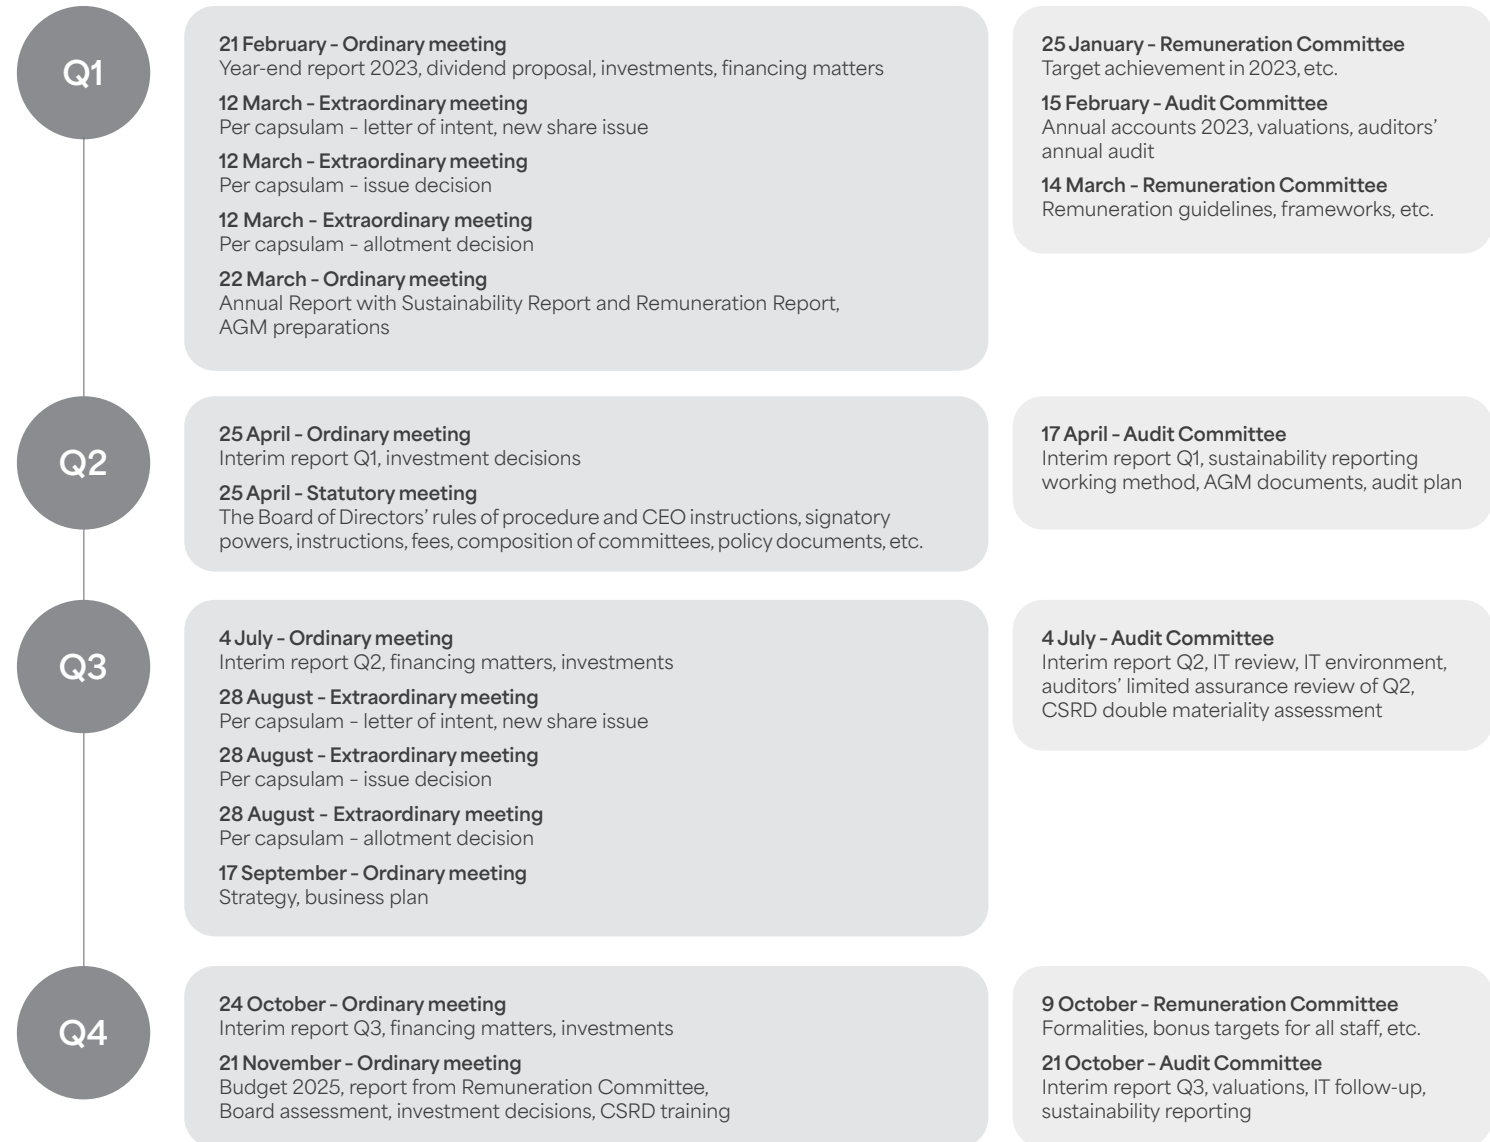 Q1
21 February – Ordinary meeting
Year-end report 2023, dividend proposal, investments, financing matters
12 March – Extraordinary meeting
Per capsulam – letter of intent, new share issue
12 March – Extraordinary meeting
Per capsulam – issue decision
12 March – Extraordinary meeting
Per capsulam – allotment decision
22 March – Ordinary meeting
Annual Report with Sustainability Report and Remuneration Report,
AGM preparations
25 January – Remuneration Committee
Target achievement in 2023, etc.
15 February – Audit Committee
Annual accounts 2023, valuations, auditors’
annual audit
14 March – Remuneration Committee
Remuneration guidelines, frameworks, etc.
Q2
25 April – Ordinary meeting
Interim report Q1, investment decisions
25 April – Statutory meeting
The Board of Directors’ rules of procedure and CEO instructions, signatory
powers, instructions, fees, composition of committees, policy documents, etc.
17 April – Audit Committee
Interim report Q1, sustainability reporting
working method, AGM documents, audit plan
Q3
4 July – Ordinary meeting
Interim report Q2, financing matters, investments
28 August – Extraordinary meeting
Per capsulam – letter of intent, new share issue
28 August – Extraordinary meeting
Per capsulam – issue decision
28 August – Extraordinary meeting
Per capsulam – allotment decision
17 September – Ordinary meeting
Strategy, business plan
4 July – Audit Committee
Interim report Q2, IT review, IT environment,
auditors’ limited assurance review of Q2,
CSRD double materiality assessment
Q4
24 October – Ordinary meeting
Interim report Q3, financing matters, investments
21 November – Ordinary meeting
Budget 2025, report from Remuneration Committee,
Board assessment, investment decisions, CSRD training
9 October – Remuneration Committee
Formalities, bonus targets for all staff, etc.
21 October – Audit Committee
Interim report Q3, valuations, IT follow-up,
sustainability reporting